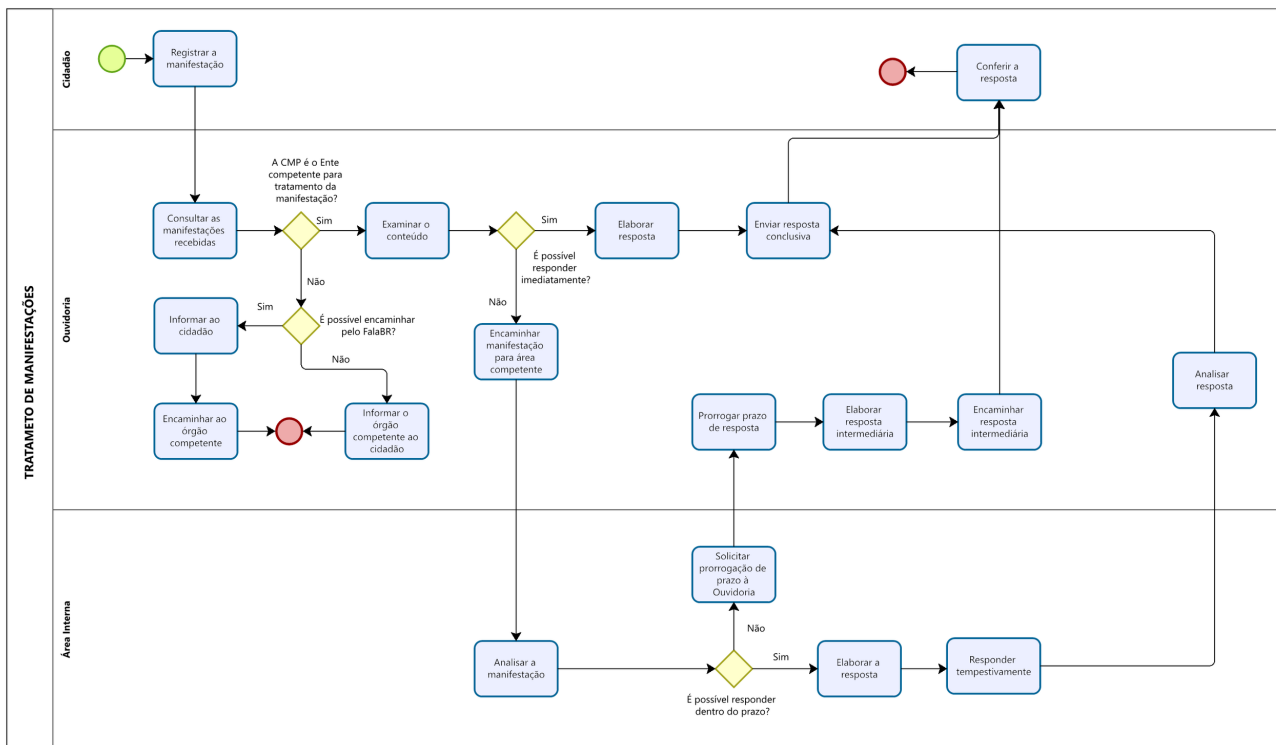 TRATAMETO DE MANIFESTAÇÕES
Cidadão
Registrar a
manifestação
Conferir a
resposta
Ouvidoria
A CMP é o Ente
competente para
tratamento da
manifestação?
Consultar as
manifestações
recebidas
Sim
Examinar o
conteúdo
Sim
Elaborar
resposta
Enviar resposta
conclusiva
É possível
responder
imediatamente?
Não
Informar ao
cidadão
Sim
É possível encaminhar
pelo FalaBR?
Não
Não
Encaminhar
manifestação
para área
competente
Encaminhar ao
órgão
competente
Informar o
órgão
competente ao
cidadão
Prorrogar prazo
de resposta
Elaborar
resposta
intermediária
Encaminhar
resposta
intermediária
Analisar
resposta
Área Interna
Solicitar
prorrogação de
prazo à
Ouvidoria
Não
Analisar a
manifestação
Sim
Elaborar a
resposta
Responder
tempestivamente
É possível responder
dentro do prazo?